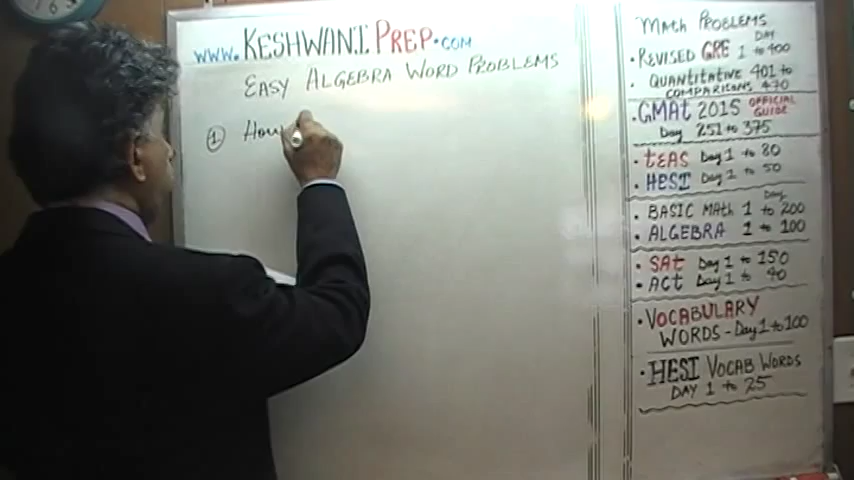 www.KESHWANI PREP.COM
EASY ALGEBRA WORD PROBLEMS
1 How
MATH PROBLEMS
• REVISED GRE DAY 1 to 400
• QUANTITATIVE 401 to
COMPARISONS 470
• GMAt 2015 OFFICIAL GUIDE
Day 251 to 375
• tEAS Day 1 to 80
• HESI Day 1 to 50
Day
• BASIC MAtH 1 to 200
• ALGEBRA 1 to 100
• SAt Day 1 to 150
• ACt Day 1 to 40
• VOCABULARY
WORDS - Day 1 to 100
• HESI VOCAB WORDS
DAY 1 to 25